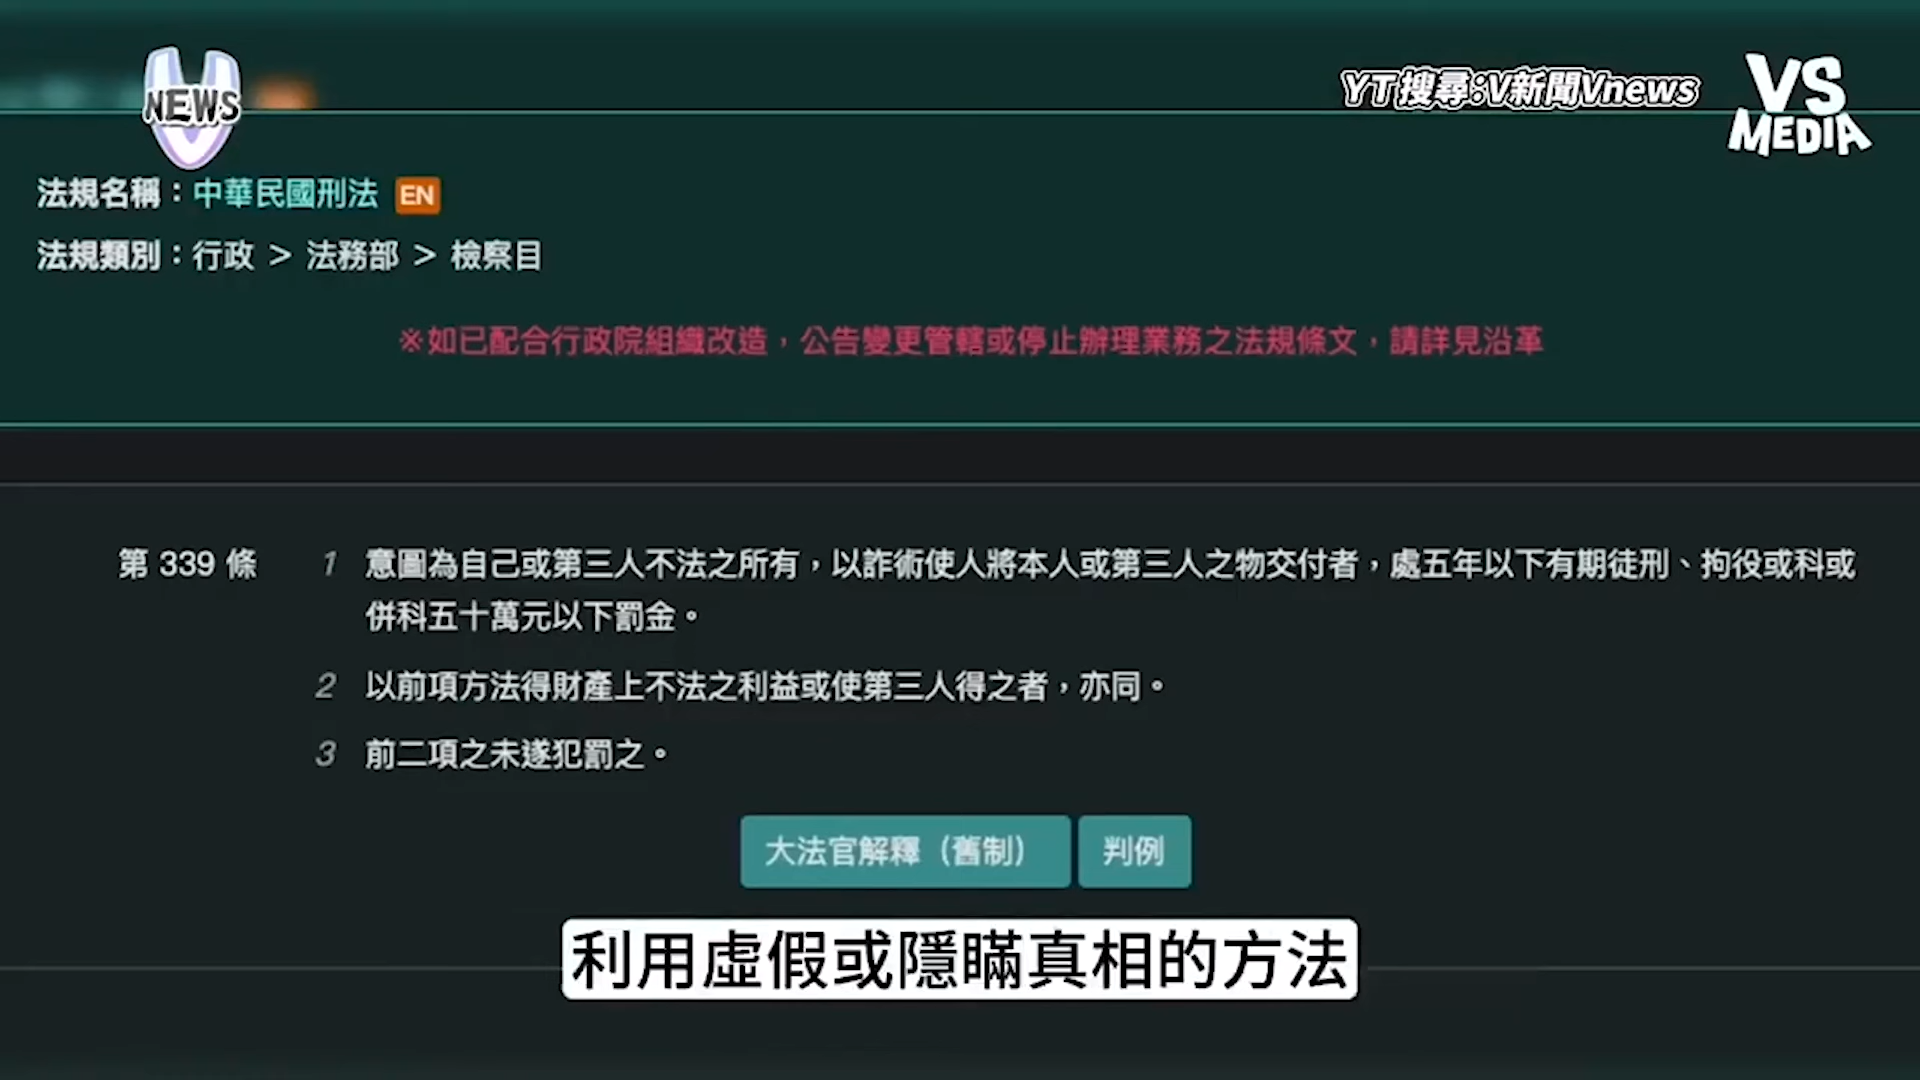 NEWS
YT搜尋:V新聞Vnews
VS
MEDIA
法規名稱：中華民國刑法 EN
法規類別：行政 > 法務部 > 檢察目
※如已配合行政院組織改造，公告變更管轄或停止辦理業務之法規條文，請詳見沿革
第 339 條 1 意圖為自己或第三人不法之所有，以詐術使人將本人或第三人之物交付者，處五年以下有期徒刑、拘役或科或
併科五十萬元以下罰金。
2 以前項方法得財產上不法之利益或使第三人得之者，亦同。
3 前二項之未遂犯罰之。
大法官解釋（舊制） 判例
利用虛假或隱瞞真相的方法